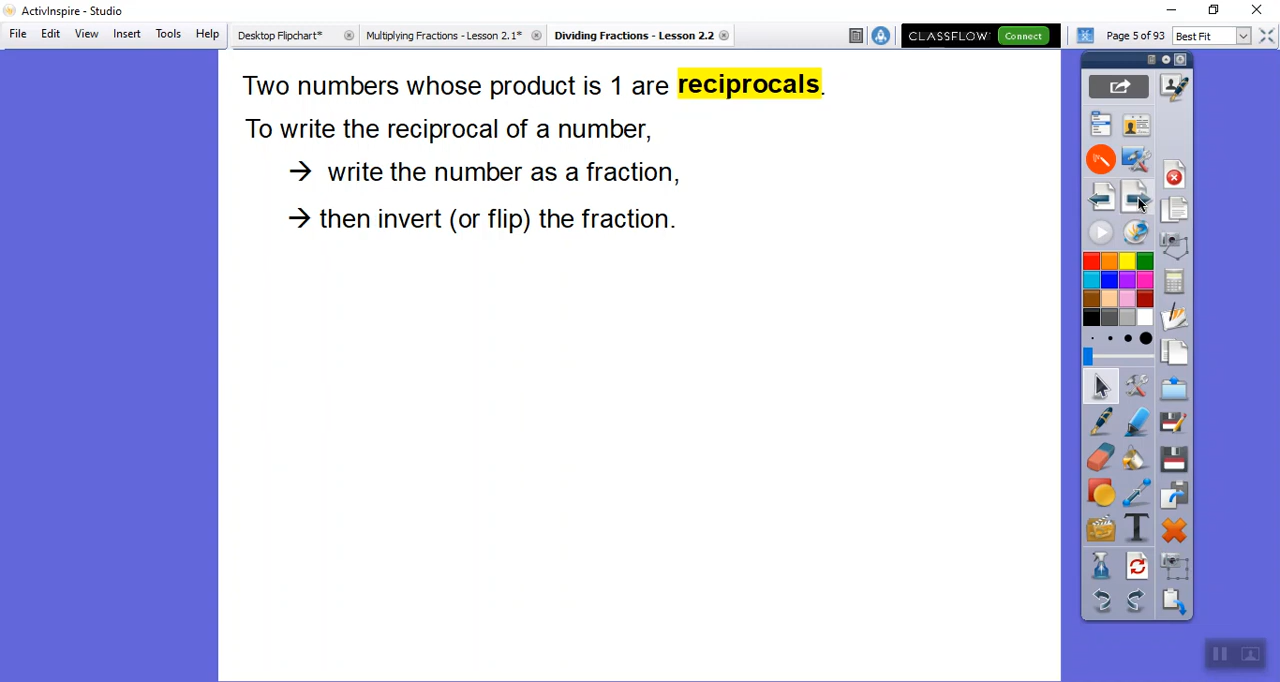 ActivInspire - Studio
File Edit View Insert Tools Help
Desktop Flipchart* Multiplying Fractions - Lesson 2.1* Dividing Fractions - Lesson 2.2
CLASSFLOW Connect
Page 5 of 93 Best Fit
Two numbers whose product is 1 are reciprocals.
To write the reciprocal of a number,
→ write the number as a fraction,
→ then invert (or flip) the fraction.
T